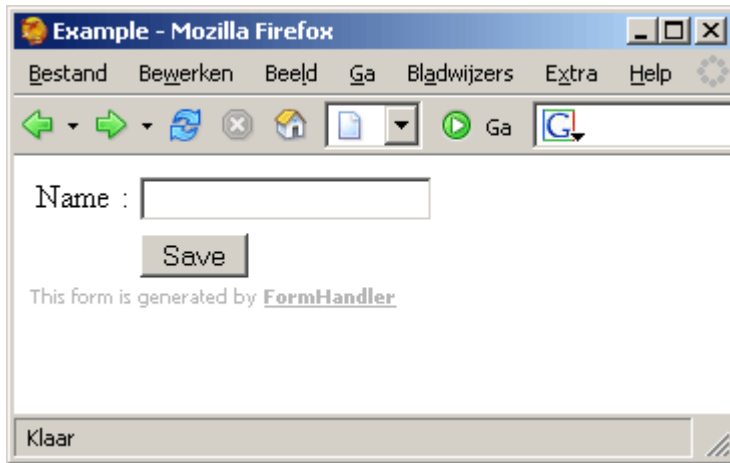 Example - Mozilla Firefox
Bestand Bewerken Beeld Ga Bladwijzers Extra Help
Ga G
Name :
Save
This form is generated by FormHandler
Klaar